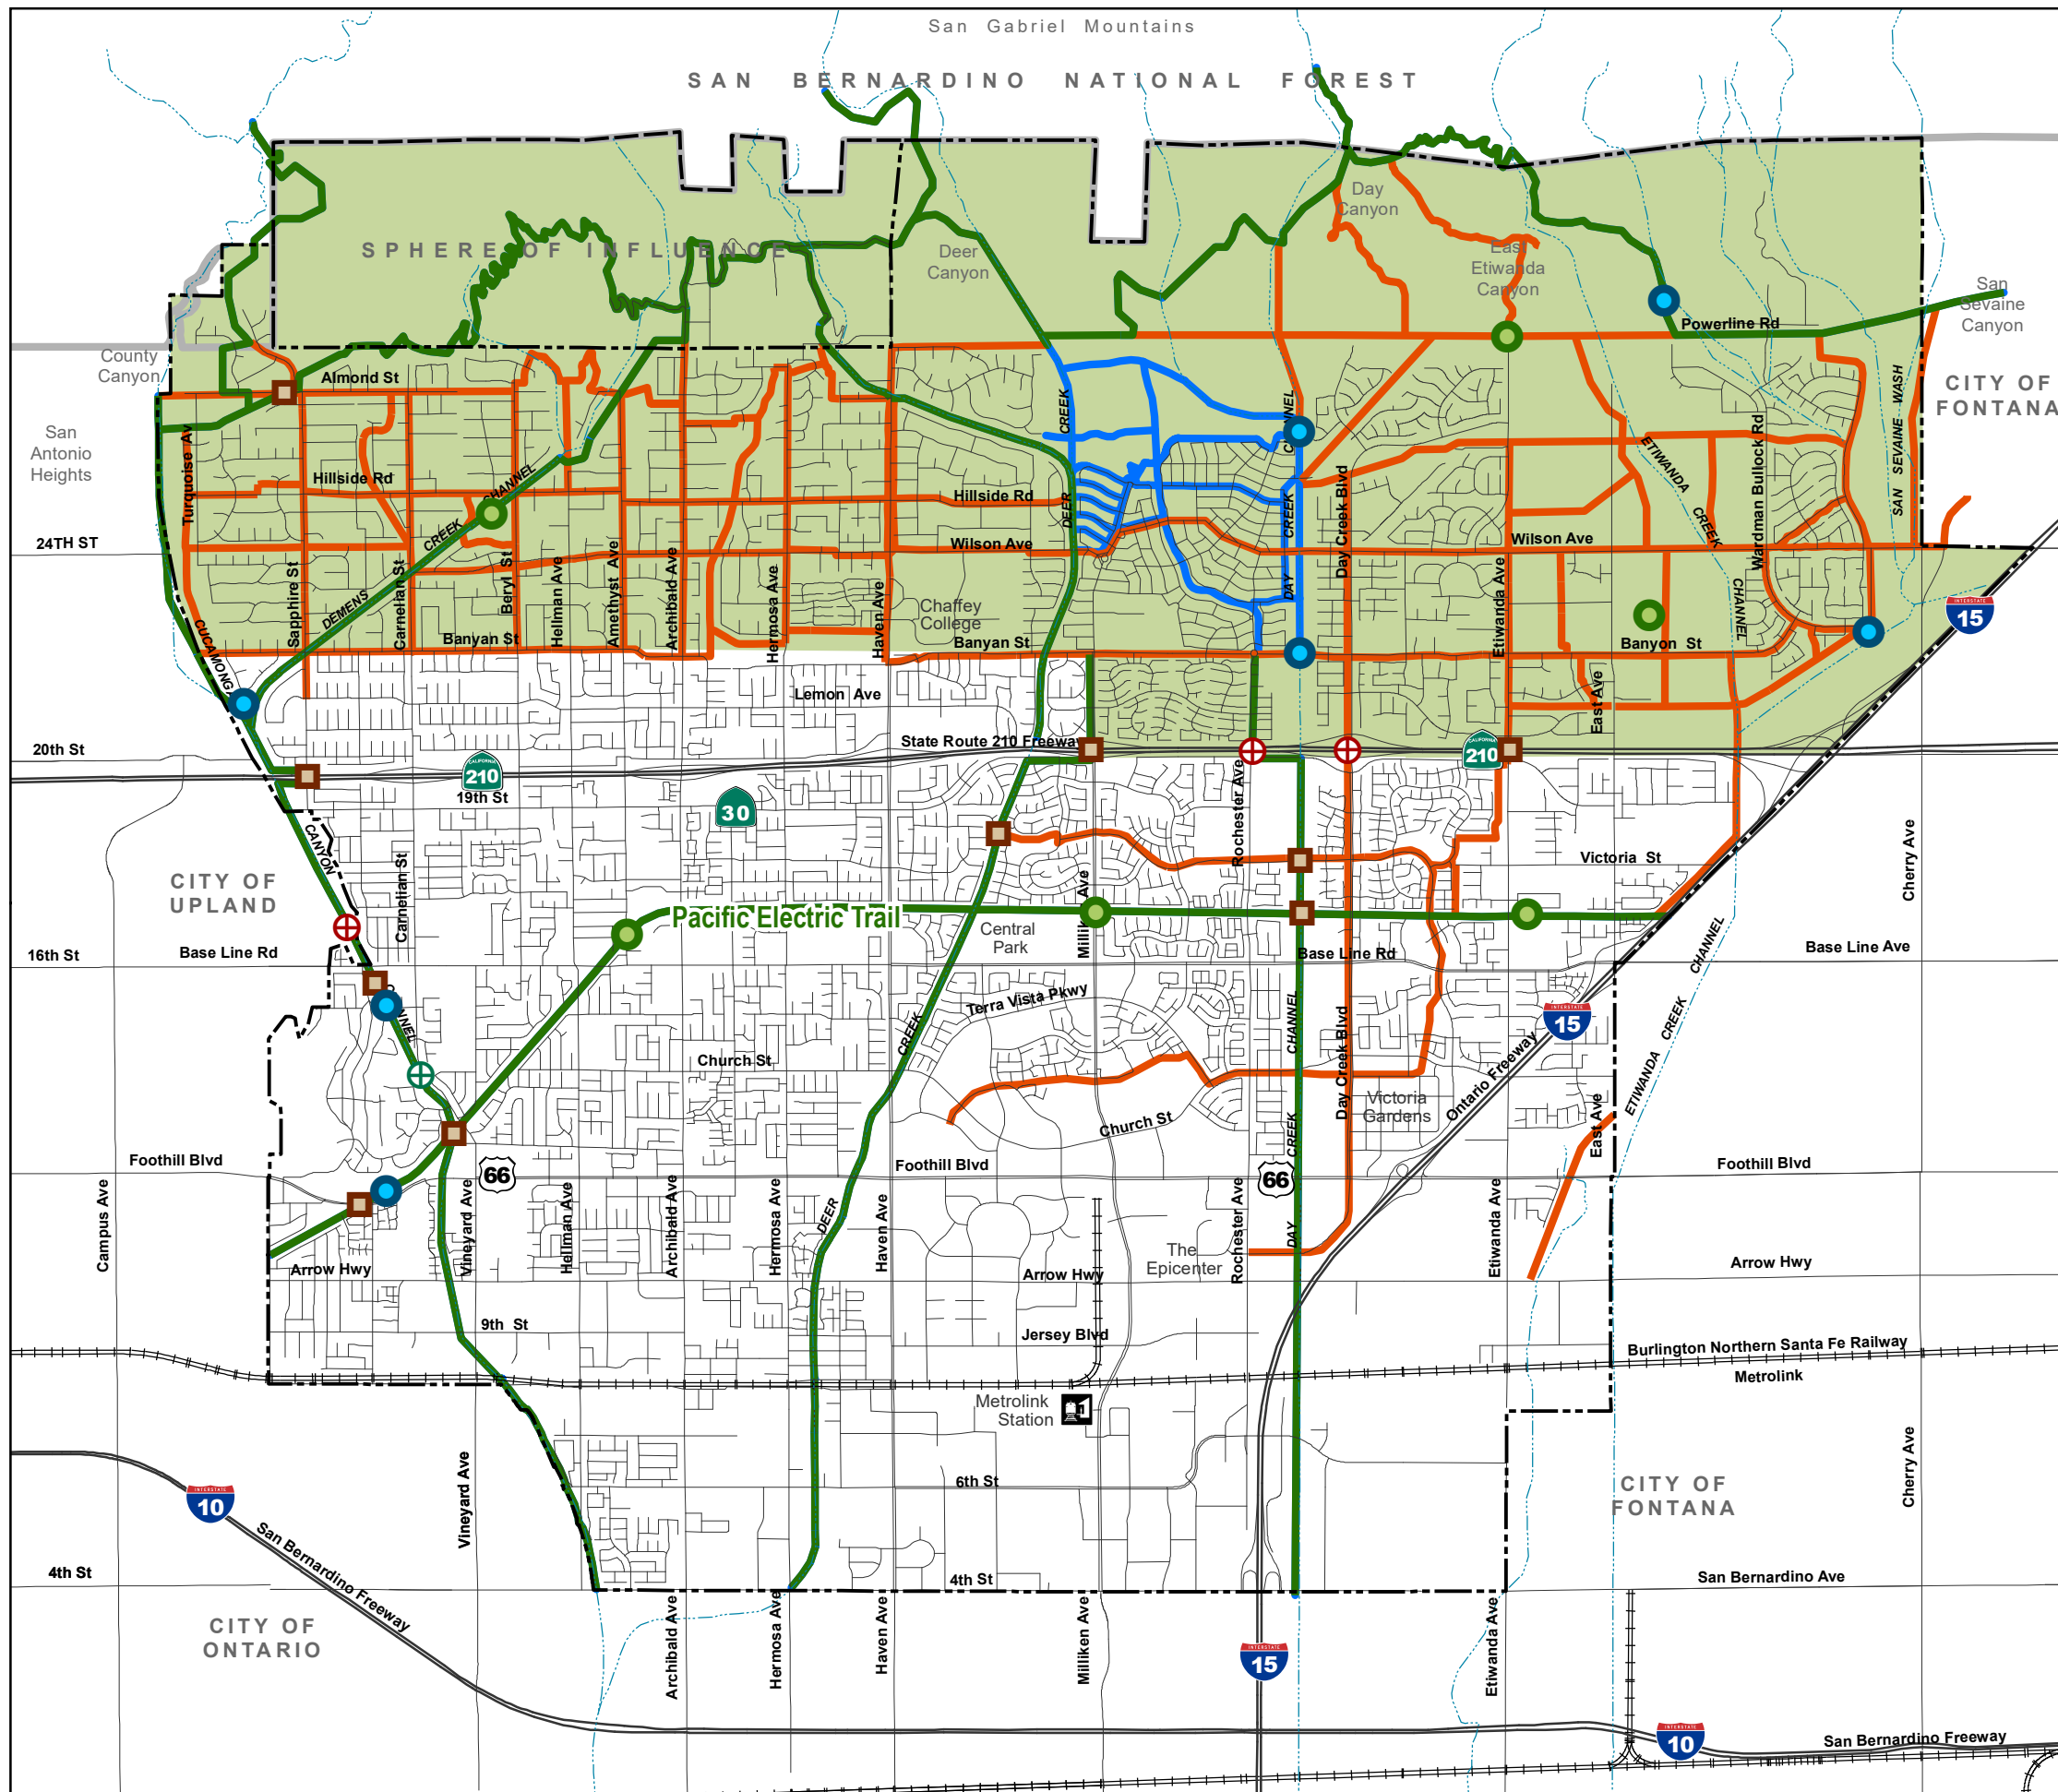 San Gabriel Mountains
SAN BERNARDINO NATIONAL FOREST
Day
Canyon
SPHERE OF INFLUENCE
Deer
Canyon
East
Etiwanda
Canyon
San
Sevaine
Canyon
Powerline Rd
County
Canyon
Almond St
CITY OF
FONTANA
San
Antonio
Heights
Turquoise Av
CREEK
CHANNEL
SAN SEVAINE WASH
Hillside Rd
CHANNEL
Hillside Rd
DEER
CREEK
Day Creek Blvd
ETIWANDA
CREEK
CHANNEL
Wardman Bullock Rd
24TH ST
CREEK
Wilson Ave
Wilson Ave
Sapphire St
DEMENS
Carnelian St
Beryl St
Hellman Ave
Amethyst Ave
Archibald Ave
Hermosa Ave
Haven Ave
Chaffey
College
DAY
Etiwanda Ave
15
CUCAMONGA
Banyan St
Banyan St
Banyon St
Lemon Ave
East Ave
20th St
State Route 210 Freeway
210
210
19th St
30
CANYON
Rochester Ave
Victoria St
Cherry Ave
CITY OF
UPLAND
Carnelian St
Pacific Electric Trail
Milliken Ave
Central
Park
16th St
Base Line Rd
Base Line Rd
Base Line Ave
CHANNEL
Terra Vista Pkwy
CHANNEL
15
CREEK
Church St
Day Creek Blvd
Ontario Freeway
ETIWANDA CREEK
Victoria
Gardens
Church St
CREEK
East Ave
Foothill Blvd
66
Foothill Blvd
66
Foothill Blvd
Campus Ave
Vineyard Ave
Hellman Ave
Archibald Ave
Hermosa Ave
DEER
Haven Ave
Rochester Ave
DAY
Etiwanda Ave
The
Epicenter
Arrow Hwy
Arrow Hwy
Arrow Hwy
9th St
Jersey Blvd
Burlington Northern Santa Fe Railway
Metrolink
Metrolink
Station
Vineyard Ave
6th St
CITY OF
FONTANA
Cherry Ave
10
San Bernardino Freeway
4th St
4th St
San Bernardino Ave
CITY OF
ONTARIO
Archibald Ave
Hermosa Ave
Haven Ave
Milliken Ave
Etiwanda Ave
15
10
San Bernardino Freeway